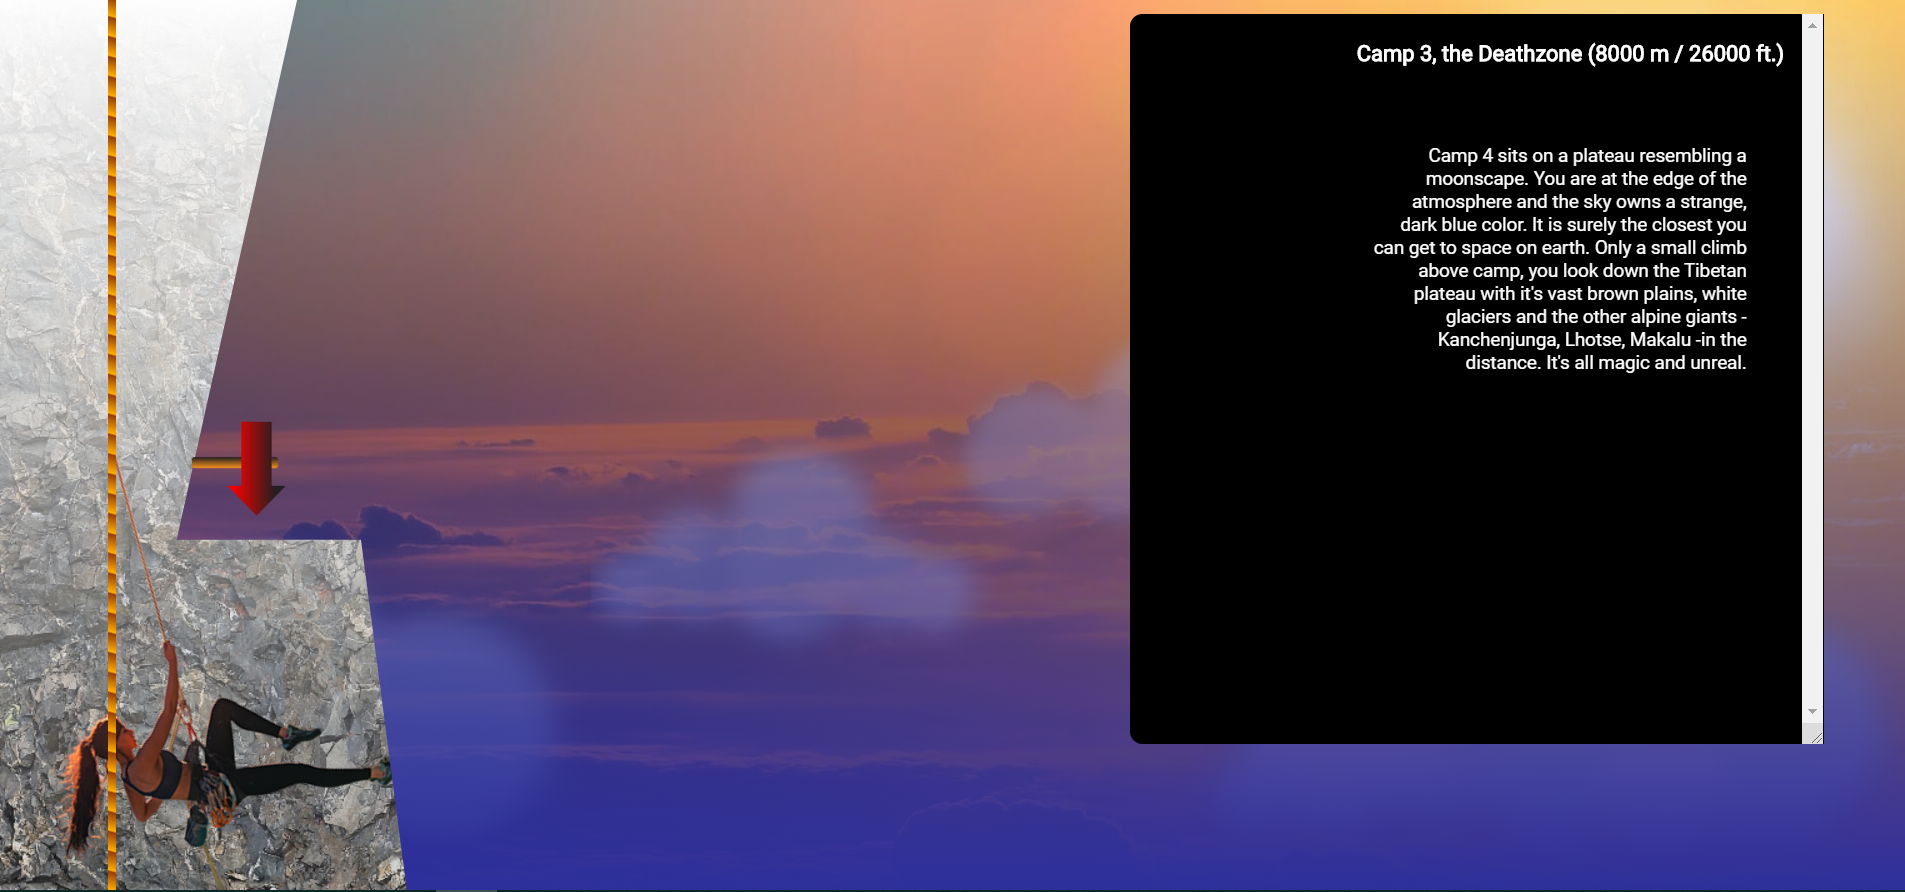 Camp 3, the Deathzone (8000 m / 26000 ft.)
Camp 4 sits on a plateau resembling a
moonscape. You are at the edge of the
atmosphere and the sky owns a strange,
dark blue color. It is surely the closest you
can get to space on earth. Only a small climb
above camp, you look down the Tibetan
plateau with it's vast brown plains, white
glaciers and the other alpine giants -
Kanchenjunga, Lhotse, Makalu -in the
distance. It's all magic and unreal.